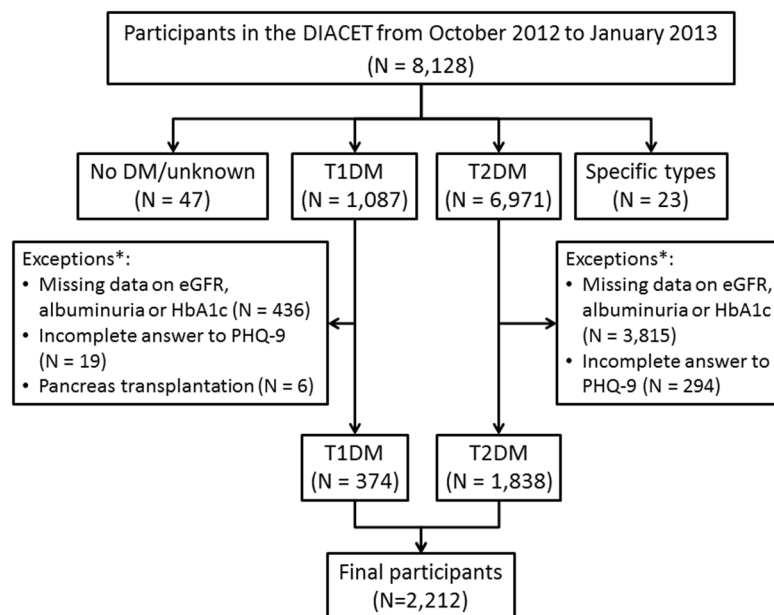 Participants in the DIACET from October 2012 to January 2013
(N = 8,128)
No DM/unknown
(N = 47)
T1DM
(N = 1,087)
T2DM
(N = 6,971)
Specific types
(N = 23)
Exceptions*:
• Missing data on eGFR,
albuminuria or HbA1c (N = 436)
• Incomplete answer to PHQ-9
(N = 19)
• Pancreas transplantation (N = 6)
Exceptions*:
• Missing data on eGFR,
albuminuria or HbA1c
(N = 3,815)
• Incomplete answer to
PHQ-9 (N = 294)
T1DM
(N = 374)
T2DM
(N = 1,838)
Final participants
(N=2,212)